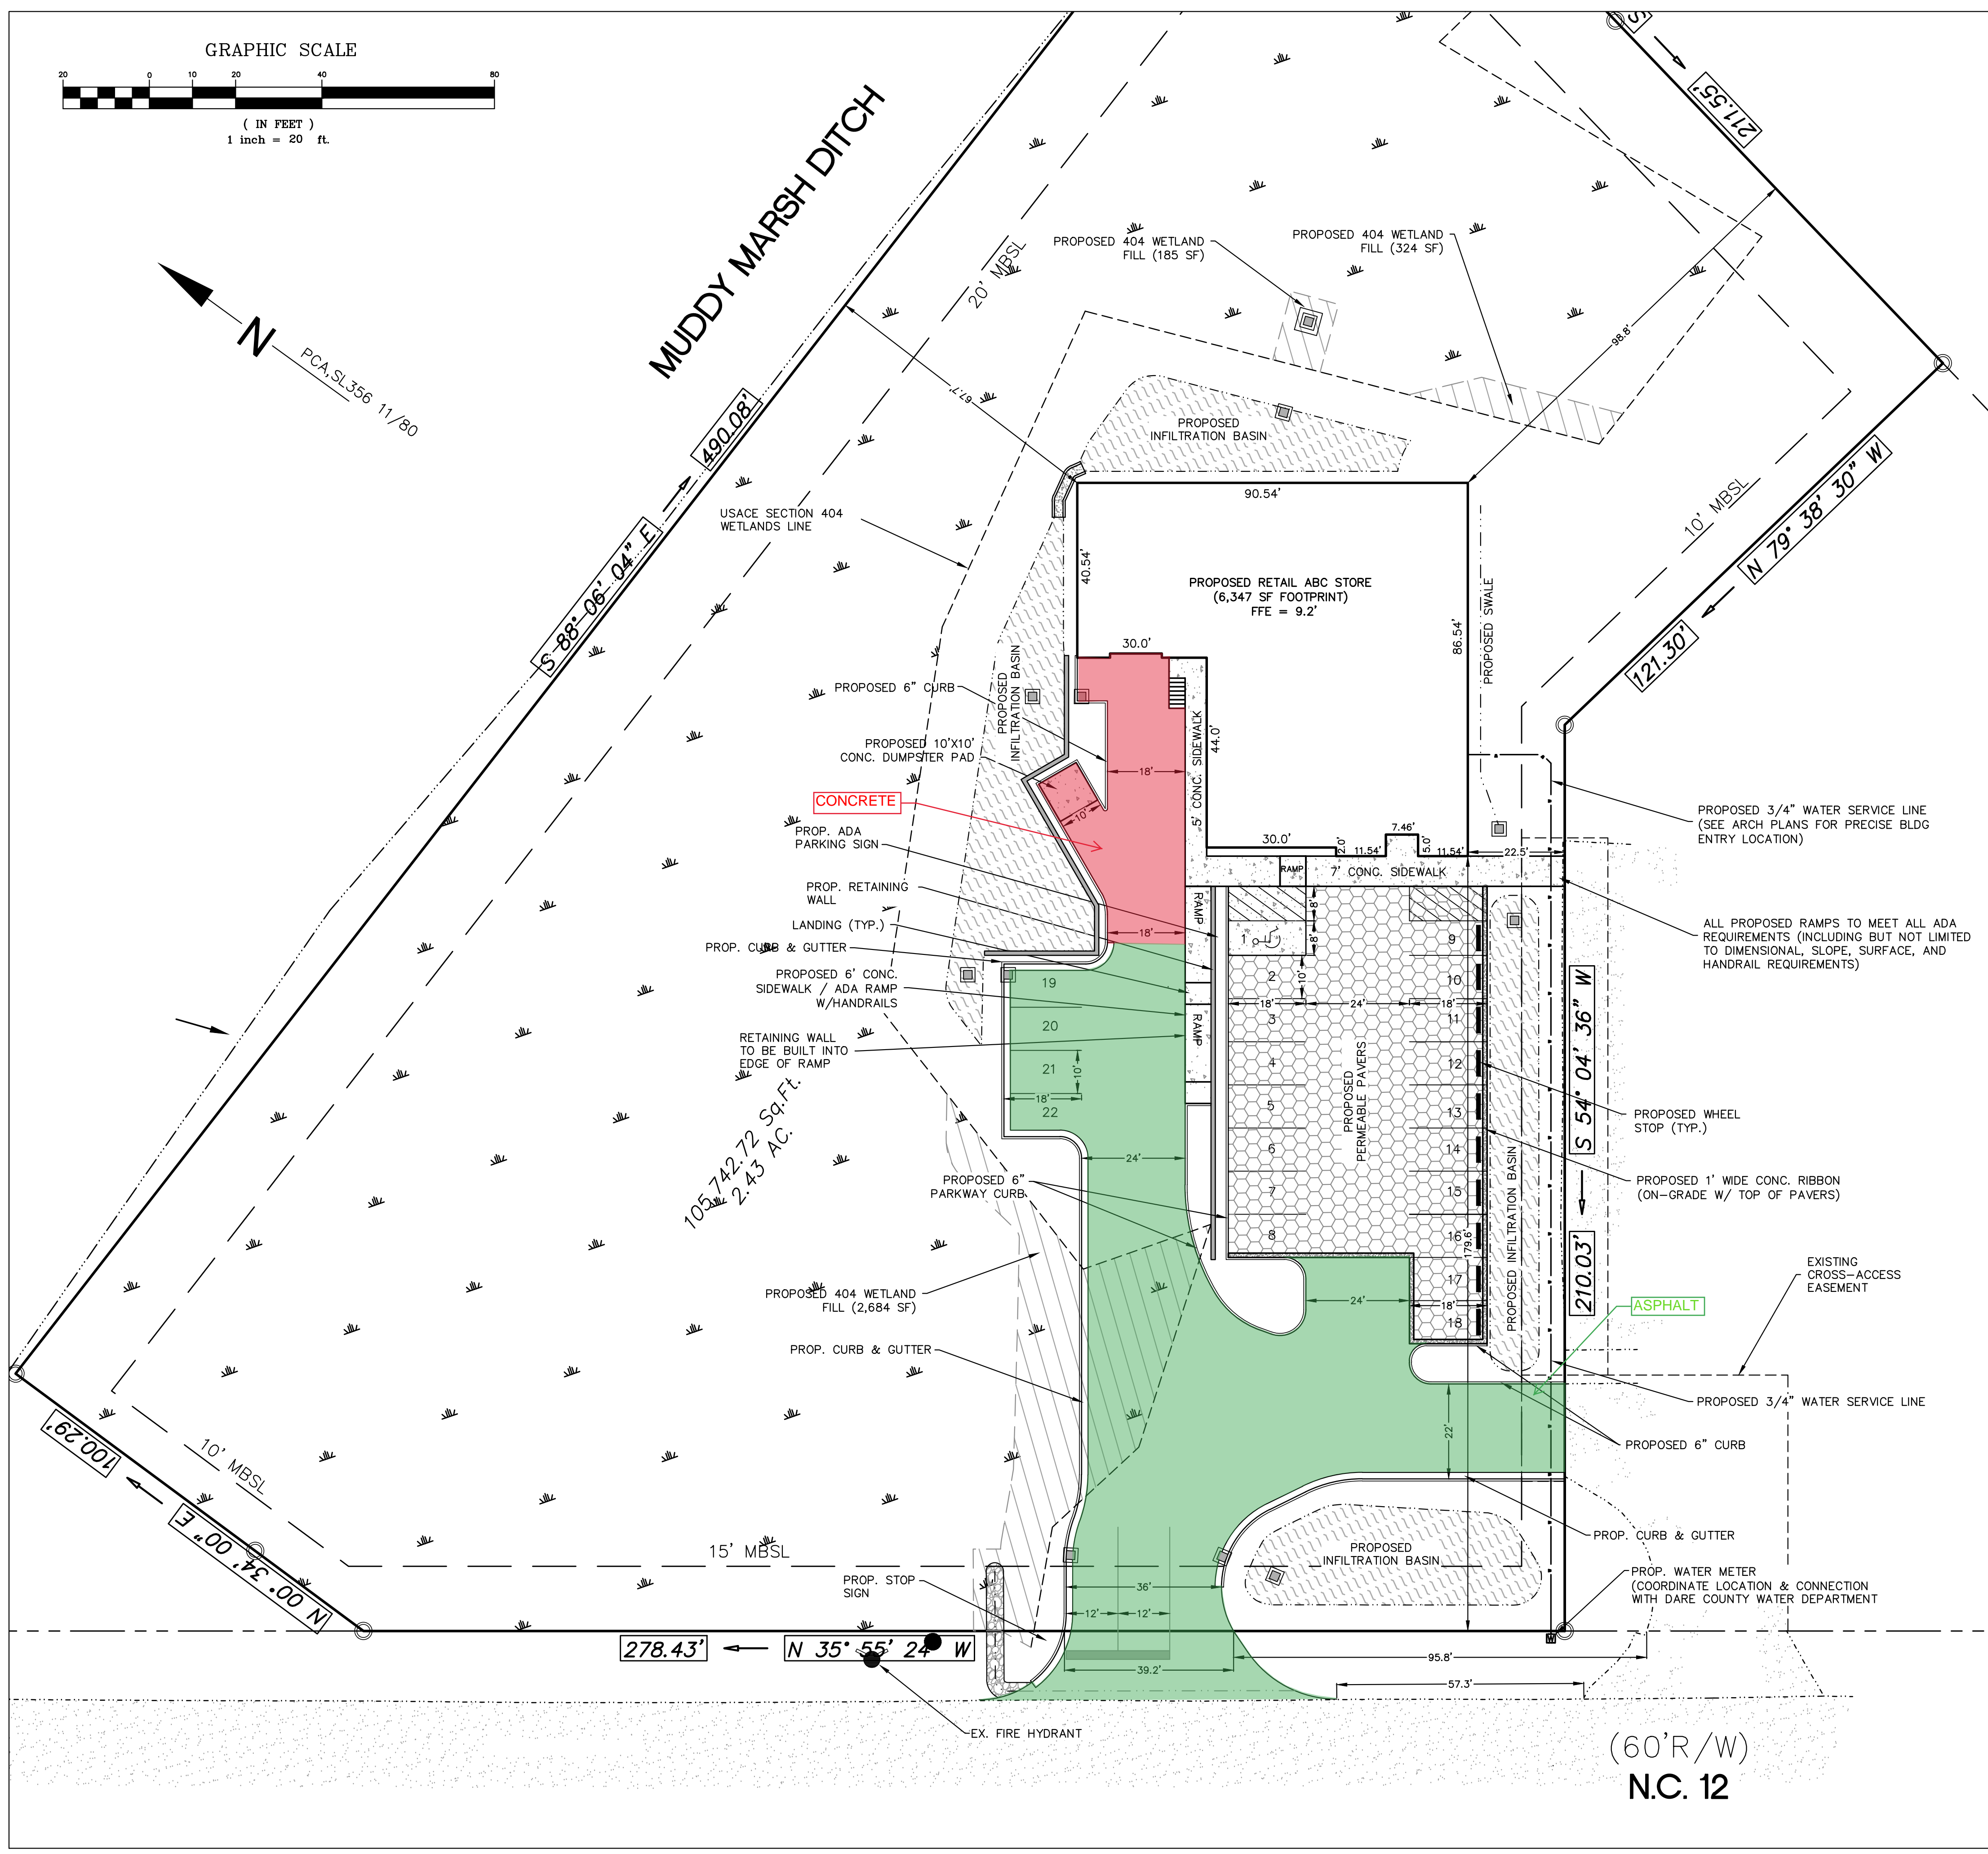 GRAPHIC SCALE
20 0 10 20 40 80
( IN FEET )
1 inch = 20 ft.
N
PCA,SL356 11/80
MUDDY MARSH DITCH
20' MBSL
211.55'
PROPOSED 404 WETLAND
FILL (185 SF)
PROPOSED 404 WETLAND
FILL (324 SF)
98.8'
67.7'
490.08'
S 88° 06' 04" E
PROPOSED
INFILTRATION BASIN
10' MBSL
N 79° 38' 30" W
121.30'
USACE SECTION 404
WETLANDS LINE
90.54'
40.54'
PROPOSED RETAIL ABC STORE
(6,347 SF FOOTPRINT)
FFE = 9.2'
86.54'
PROPOSED SWALE
30.0'
PROPOSED
INFILTRATION BASIN
PROPOSED 6" CURB
PROPOSED 10'X10'
CONC. DUMPSTER PAD
18'
5' CONC. SIDEWALK
44.0'
10'
CONCRETE
PROP. ADA
PARKING SIGN
30.0'
2.0'
11.54'
7.46'
5.0'
11.54'
22.5'
RAMP
7' CONC. SIDEWALK
PROPOSED 3/4" WATER SERVICE LINE
(SEE ARCH PLANS FOR PRECISE BLDG
ENTRY LOCATION)
PROP. RETAINING
WALL
LANDING (TYP.)
PROP. CURB & GUTTER
18'
RAMP
8'
8'
1
9
ALL PROPOSED RAMPS TO MEET ALL ADA
REQUIREMENTS (INCLUDING BUT NOT LIMITED
TO DIMENSIONAL, SLOPE, SURFACE, AND
HANDRAIL REQUIREMENTS)
PROPOSED 6' CONC.
SIDEWALK / ADA RAMP
W/HANDRAILS
19
20
21
22
10'
18'
2
10'
10
18'
24'
18'
3
11
RAMP
4
12
5
13
6
14
7
15
8
16
17
18
PROPOSED
PERMEABLE PAVERS
RETAINING WALL
TO BE BUILT INTO
EDGE OF RAMP
S 54° 04' 36" W
210.03'
PROPOSED INFILTRATION BASIN
PROPOSED WHEEL
STOP (TYP.)
105,742.72 Sq.Ft.
2.43 AC.
24'
PROPOSED 6"
PARKWAY CURB
PROPOSED 1' WIDE CONC. RIBBON
(ON-GRADE W/ TOP OF PAVERS)
179.6'
EXISTING
CROSS-ACCESS
EASEMENT
PROPOSED 404 WETLAND
FILL (2,684 SF)
24'
18'
ASPHALT
PROP. CURB & GUTTER
PROPOSED 3/4" WATER SERVICE LINE
22'
PROPOSED 6" CURB
100.29'
10' MBSL
N 00° 34' 00" E
15' MBSL
PROP. CURB & GUTTER
PROPOSED
INFILTRATION BASIN
PROP. STOP
SIGN
36'
12'
12'
PROP. WATER METER
(COORDINATE LOCATION & CONNECTION
WITH DARE COUNTY WATER DEPARTMENT
278.43'
N 35° 55' 24" W
W
39.2'
95.8'
57.3'
EX. FIRE HYDRANT
(60'R/W)
N.C. 12